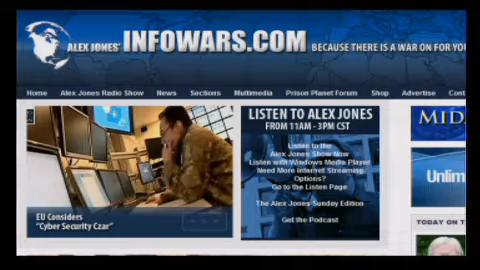 ALEX JONES' INFOWARS.COM BECAUSE THERE IS A WAR ON FOR YOU
Home Alex Jones Radio Show News Sections Multimedia Prison Planet Forum Shop Advertise Cont
LISTEN TO ALEX JONES
FROM 11AM - 3PM CST
Listen to the
Alex Jones Show Now
Listen with Windows Media Player
Need More Internet Streaming
Options?
Go to the Listen Page
The Alex Jones Sunday Edition
Get the Podcast
EU Considers
"Cyber Security Czar"
MID
Unlim
TODAY ON T